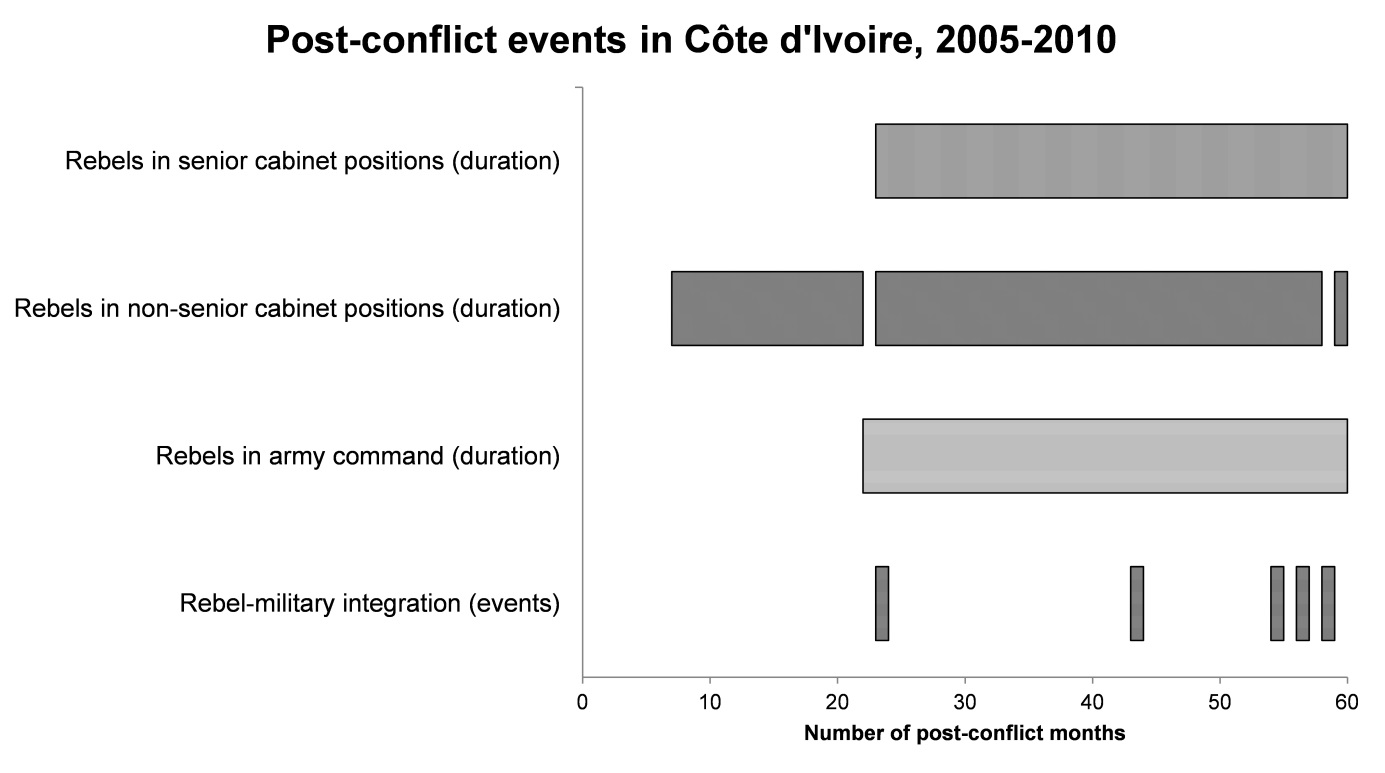 Post-conflict events in Côte d'Ivoire, 2005-2010
Rebels in senior cabinet positions (duration)
Rebels in non-senior cabinet positions (duration)
Rebels in army command (duration)
Rebel-military integration (events)
0 10 20 30 40 50 60
Number of post-conflict months